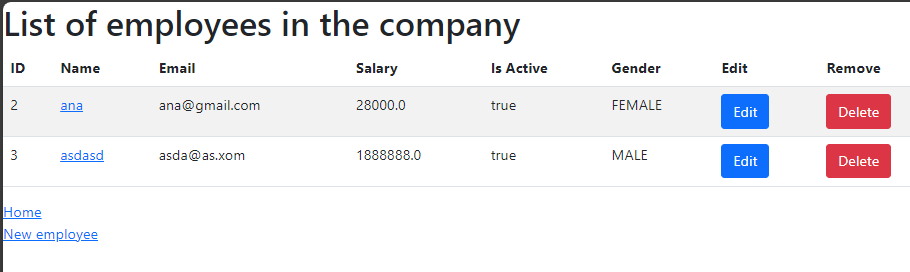 List of employees in the company
ID Name Email Salary Is Active Gender Edit Remove
2 ana ana@gmail.com 28000.0 true FEMALE Edit Delete
3 asdasd asda@as.xom 1888888.0 true MALE Edit Delete
Home
New employee